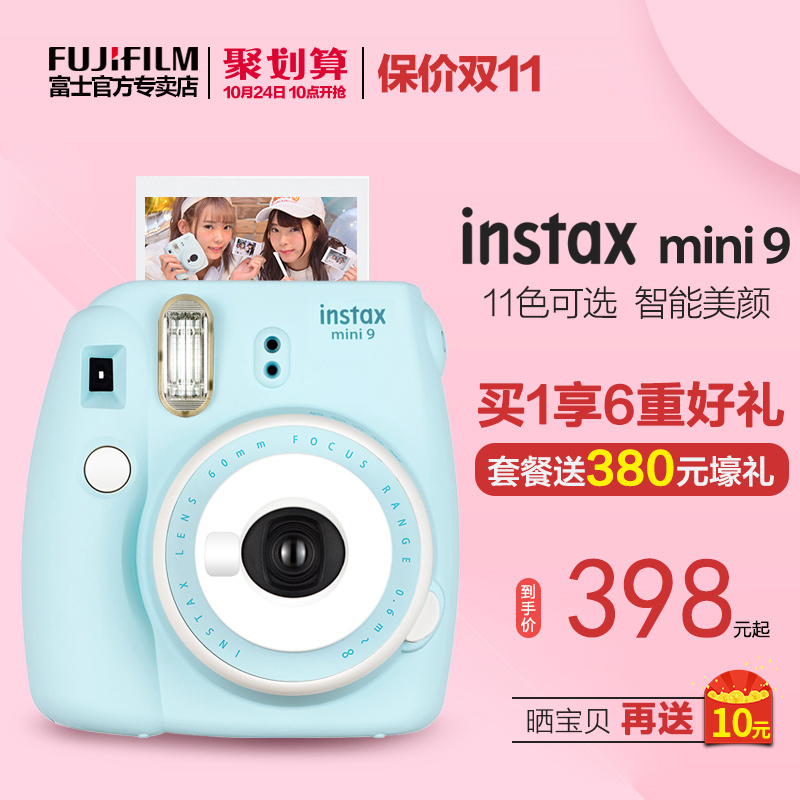 FUJIFILM
富士官方专卖店
聚划算
10月24日 10点开抢
保价双11
instax mini 9
11色可选 智能美颜
买1享6重好礼
套餐送380元壕礼
到手价
398元起
晒宝贝 再送 10元
instax
mini 9
INSTAX LENS 60mm FOCUS RANGE 0.6m~∞